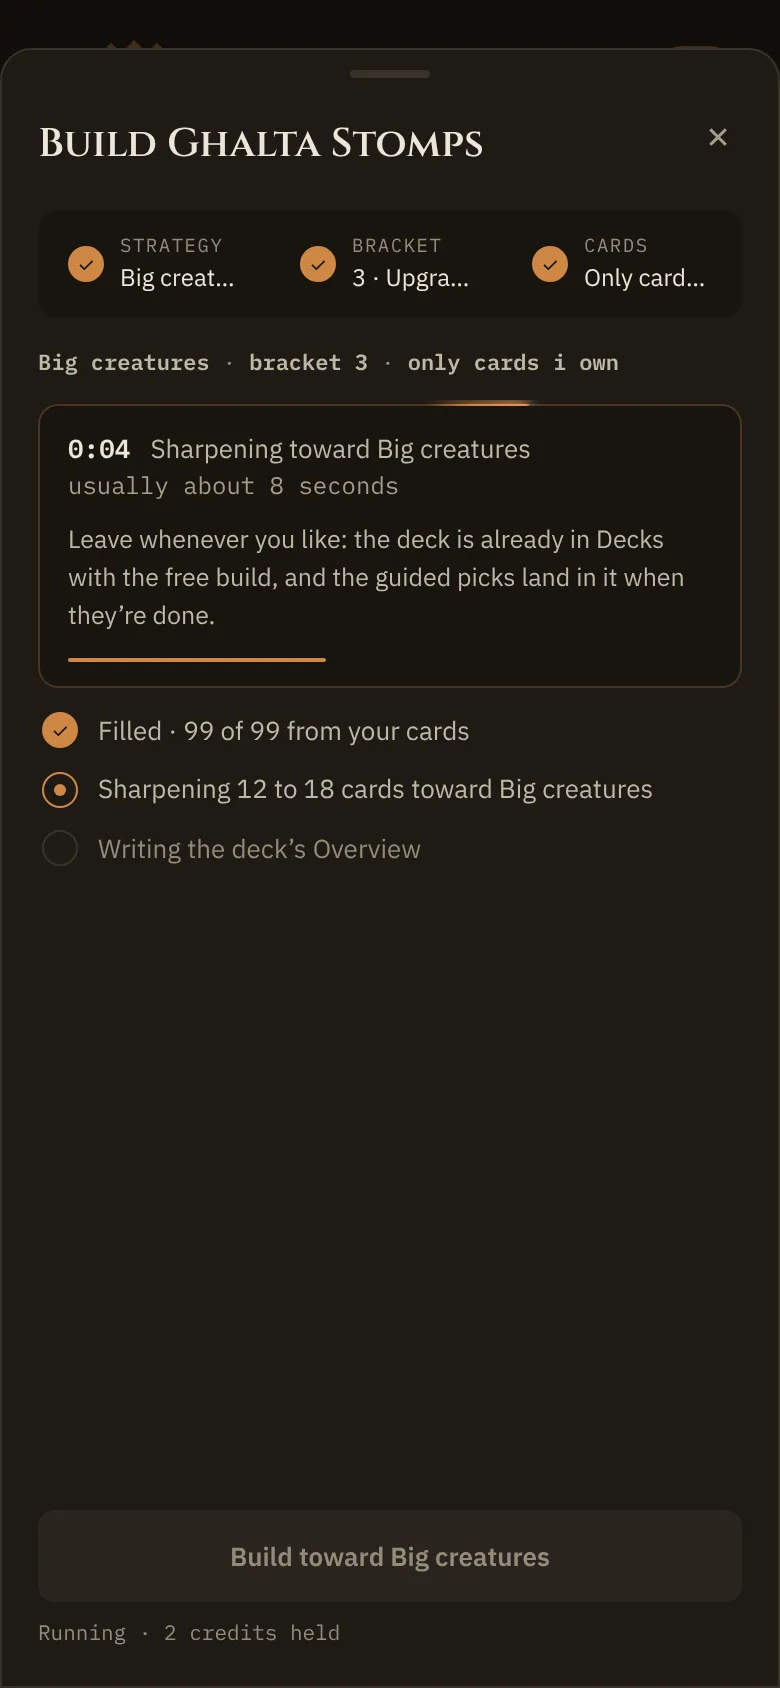 Build Ghalta Stomps
STRATEGY
Big creat...
BRACKET
3 · Upgra...
CARDS
Only card...
Big creatures · bracket 3 · only cards i own
0:04 Sharpening toward Big creatures
usually about 8 seconds
Leave whenever you like: the deck is already in Decks
with the free build, and the guided picks land in it when
they’re done.
Filled · 99 of 99 from your cards
Sharpening 12 to 18 cards toward Big creatures
Writing the deck’s Overview
Build toward Big creatures
Running · 2 credits held